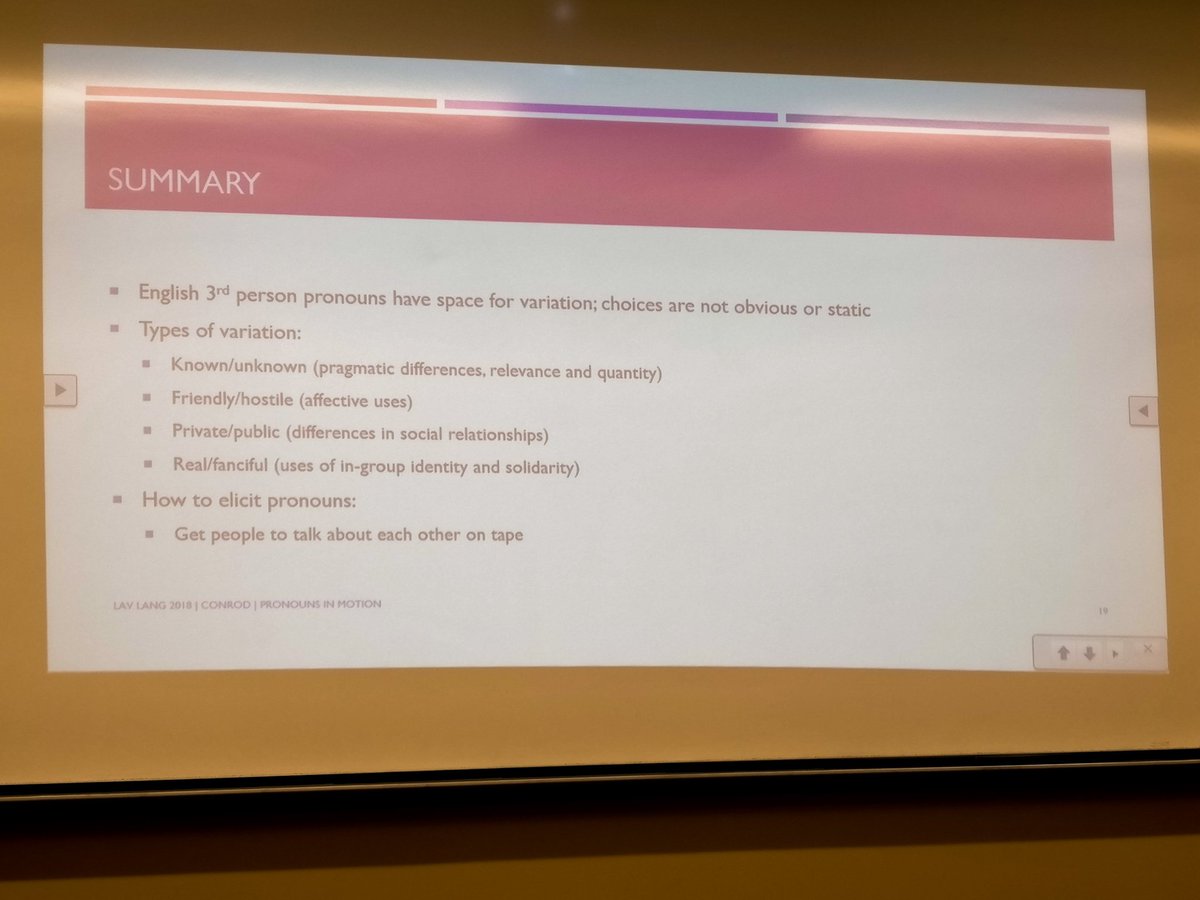 SUMMARY
English 3rd person pronouns have space for variation; choices are not obvious or static
Types of variation:
Known/unknown (pragmatic differences, relevance and quantity)
Friendly/hostile (affective uses)
Private/public (differences in social relationships)
Real/fanciful (uses of in-group identity and solidarity)
How to elicit pronouns:
Get people to talk about each other on tape
LAV LANG 2018 | CONROD | PRONOUNS IN MOTION
19